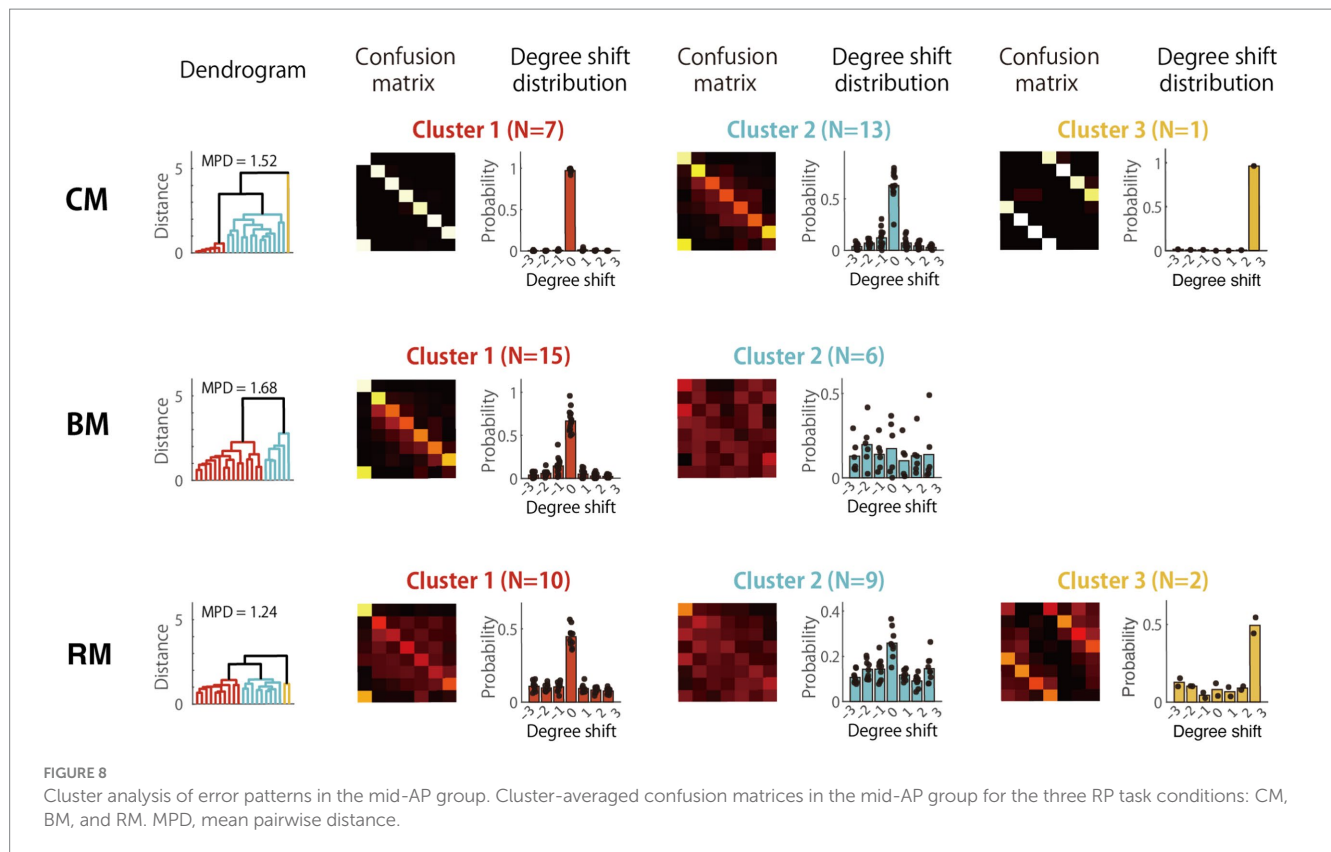 Dendrogram
Confusion matrix
Degree shift distribution
Confusion matrix
Degree shift distribution
Confusion matrix
Degree shift distribution
CM
MPD = 1.52
Distance
5
0
Cluster 1 (N=7)
Probability
1
0.5
0
-3 -2 -1 0 1 2 3
Degree shift
Cluster 2 (N=13)
Probability
1
0.5
0
-3 -2 -1 0 1 2 3
Degree shift
Cluster 3 (N=1)
Probability
1
0.5
0
-3 -2 -1 0 1 2 3
Degree shift
BM
MPD = 1.68
Distance
5
0
Cluster 1 (N=15)
Probability
1
0.5
0
-3 -2 -1 0 1 2 3
Degree shift
Cluster 2 (N=6)
Probability
0.5
0
-3 -2 -1 0 1 2 3
Degree shift
RM
MPD = 1.24
Distance
5
0
Cluster 1 (N=10)
Probability
0.5
0
-3 -2 -1 0 1 2 3
Degree shift
Cluster 2 (N=9)
Probability
0.4
0.2
0
-3 -2 -1 0 1 2 3
Degree shift
Cluster 3 (N=2)
Probability
0.5
0
-3 -2 -1 0 1 2 3
Degree shift
FIGURE 8
Cluster analysis of error patterns in the mid-AP group. Cluster-averaged confusion matrices in the mid-AP group for the three RP task conditions: CM,
BM, and RM. MPD, mean pairwise distance.